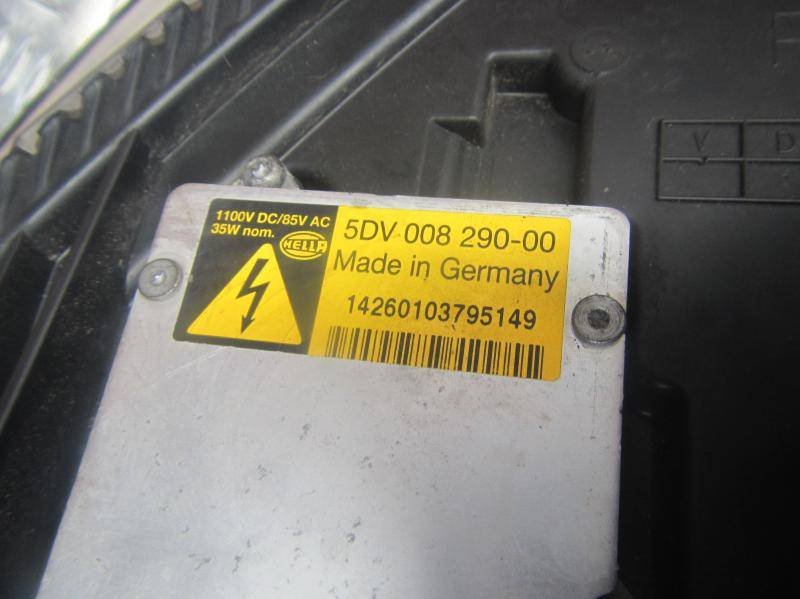 1100V DC/85V AC
35W nom.
HELLA
5DV 008 290-00
Made in Germany
14260103795149
V D